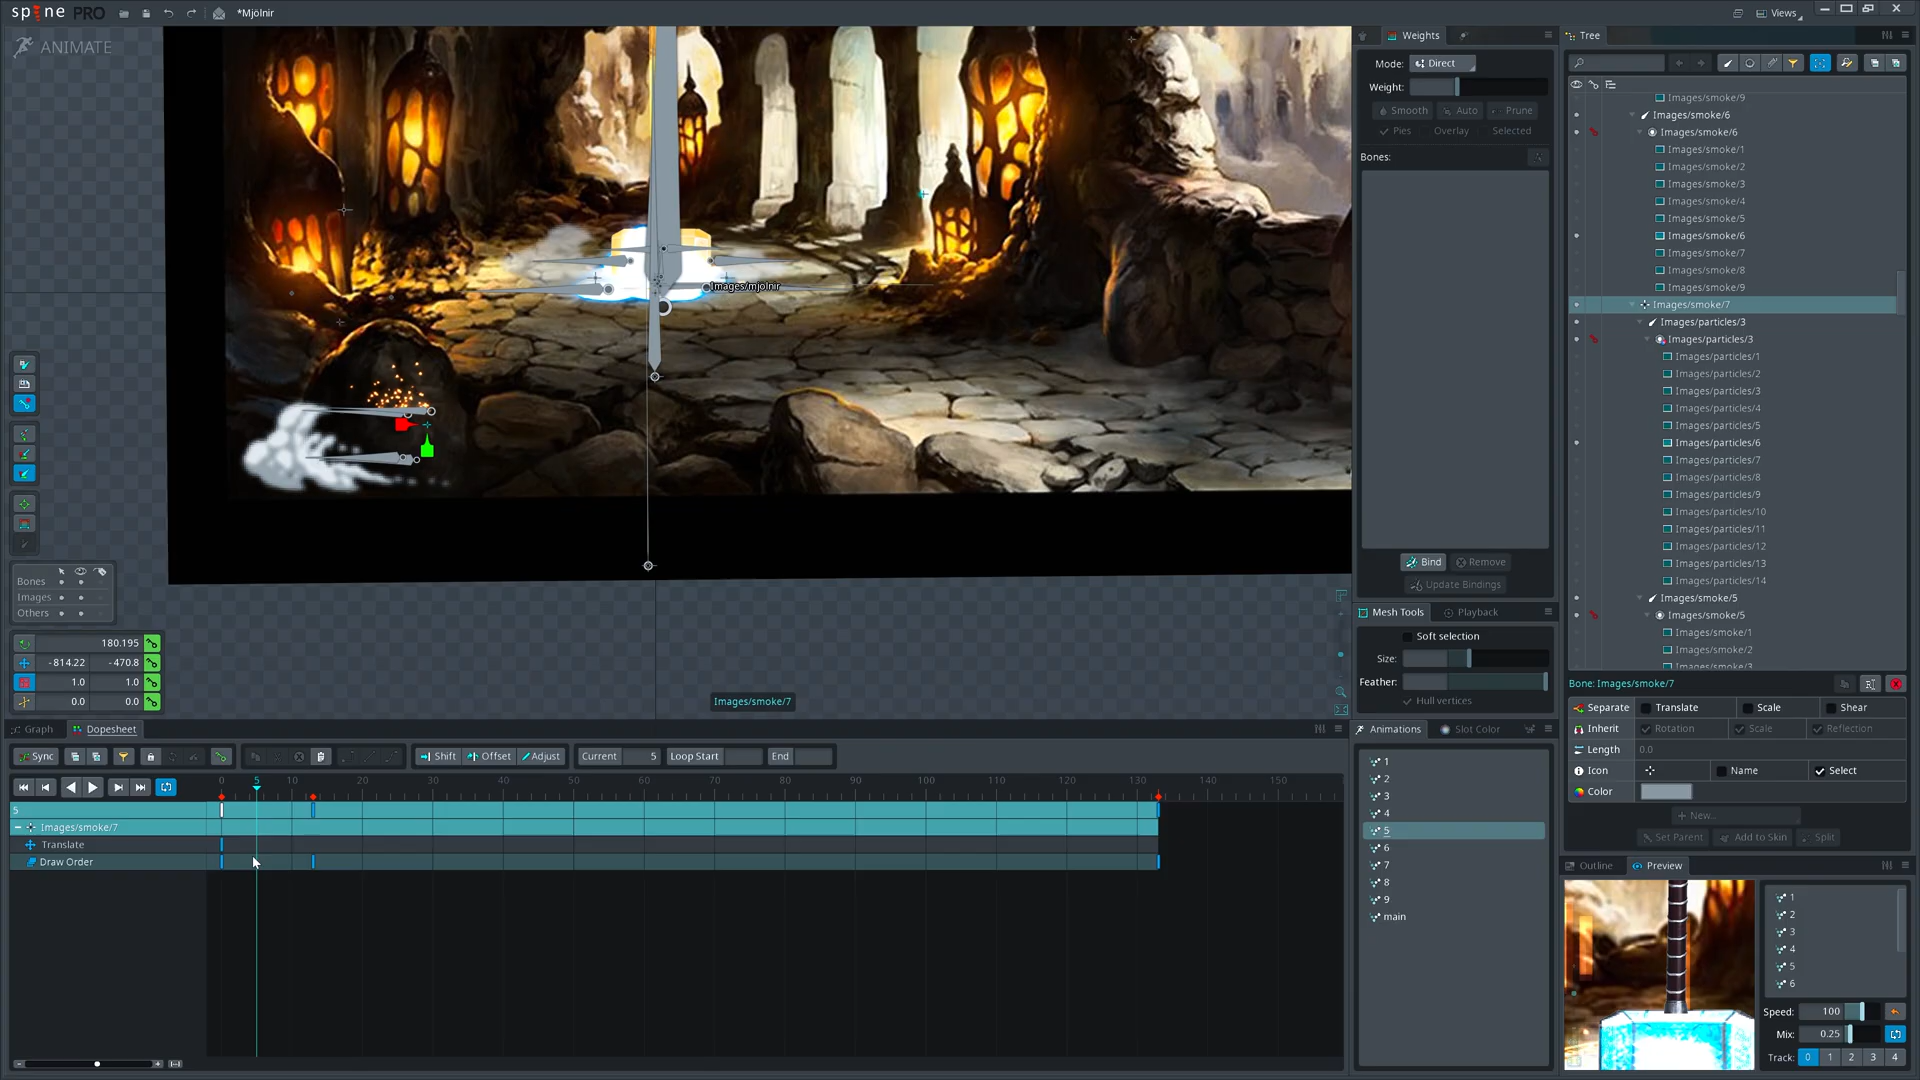 spine PRO
*Mjölnir
Views
ANIMATE
Images/mjolnir
Images/smoke/7
Bones
Images
Others
180.195
-814.22 -470.8
1.0 1.0
0.0 0.0
Weights
Mode: Direct
Weight:
Smooth Auto Prune
Pies Overlay Selected
Bones:
Bind Remove
Update Bindings
Mesh Tools Playback
Soft selection
Size:
Feather:
Hull vertices
Tree
Images/smoke/9
Images/smoke/6
Images/smoke/6
Images/smoke/1
Images/smoke/2
Images/smoke/3
Images/smoke/4
Images/smoke/5
Images/smoke/6
Images/smoke/7
Images/smoke/8
Images/smoke/9
Images/smoke/7
Images/particles/3
Images/particles/3
Images/particles/1
Images/particles/2
Images/particles/3
Images/particles/4
Images/particles/5
Images/particles/6
Images/particles/7
Images/particles/8
Images/particles/9
Images/particles/10
Images/particles/11
Images/particles/12
Images/particles/13
Images/particles/14
Images/smoke/5
Images/smoke/5
Images/smoke/1
Images/smoke/2
Images/smoke/3
Bone: Images/smoke/7
Separate Translate Scale Shear
Inherit Rotation Scale Reflection
Length 0.0
Icon Name Select
Color
New...
Set Parent Add to Skin Split
Graph Dopesheet
Sync Shift Offset Adjust Current 5 Loop Start End
0 5 10 20 30 40 50 60 70 80 90 100 110 120 130 140 150
5
Images/smoke/7
Translate
Draw Order
Animations Slot Color
1
2
3
4
5
6
7
8
9
main
Outline Preview
1
2
3
4
5
6
Speed: 100
Mix: 0.25
Track: 0 1 2 3 4